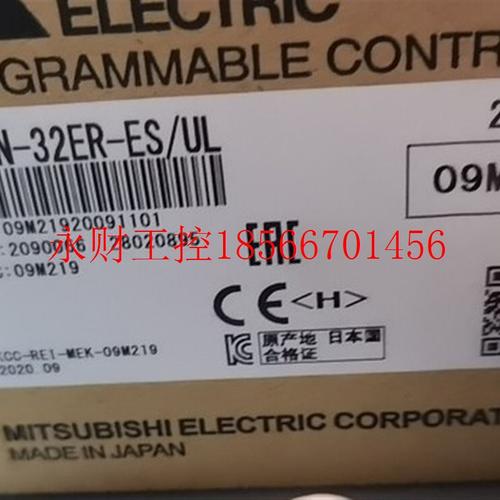 ELECTRIC
GRAMMABLE CONTR
N-32ER-ES/UL
2
09M
09M21920091101
:2090066
:09M219
永财工控18566701456
EAC
CE <H>
KCC-REI-MEK-09M219
2020.09
原产地 日本国
合格证
MITSUBISHI ELECTRIC CORPORAT
MADE IN JAPAN